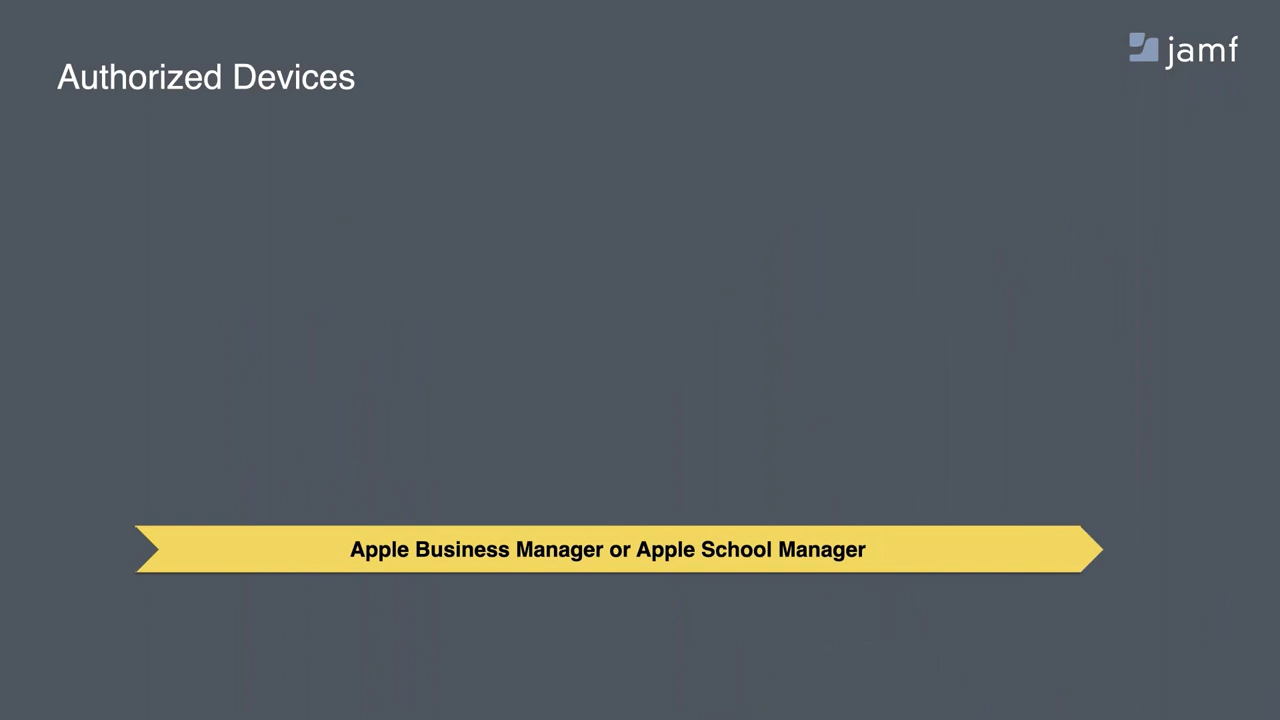 jamf
Authorized Devices
Apple Business Manager or Apple School Manager